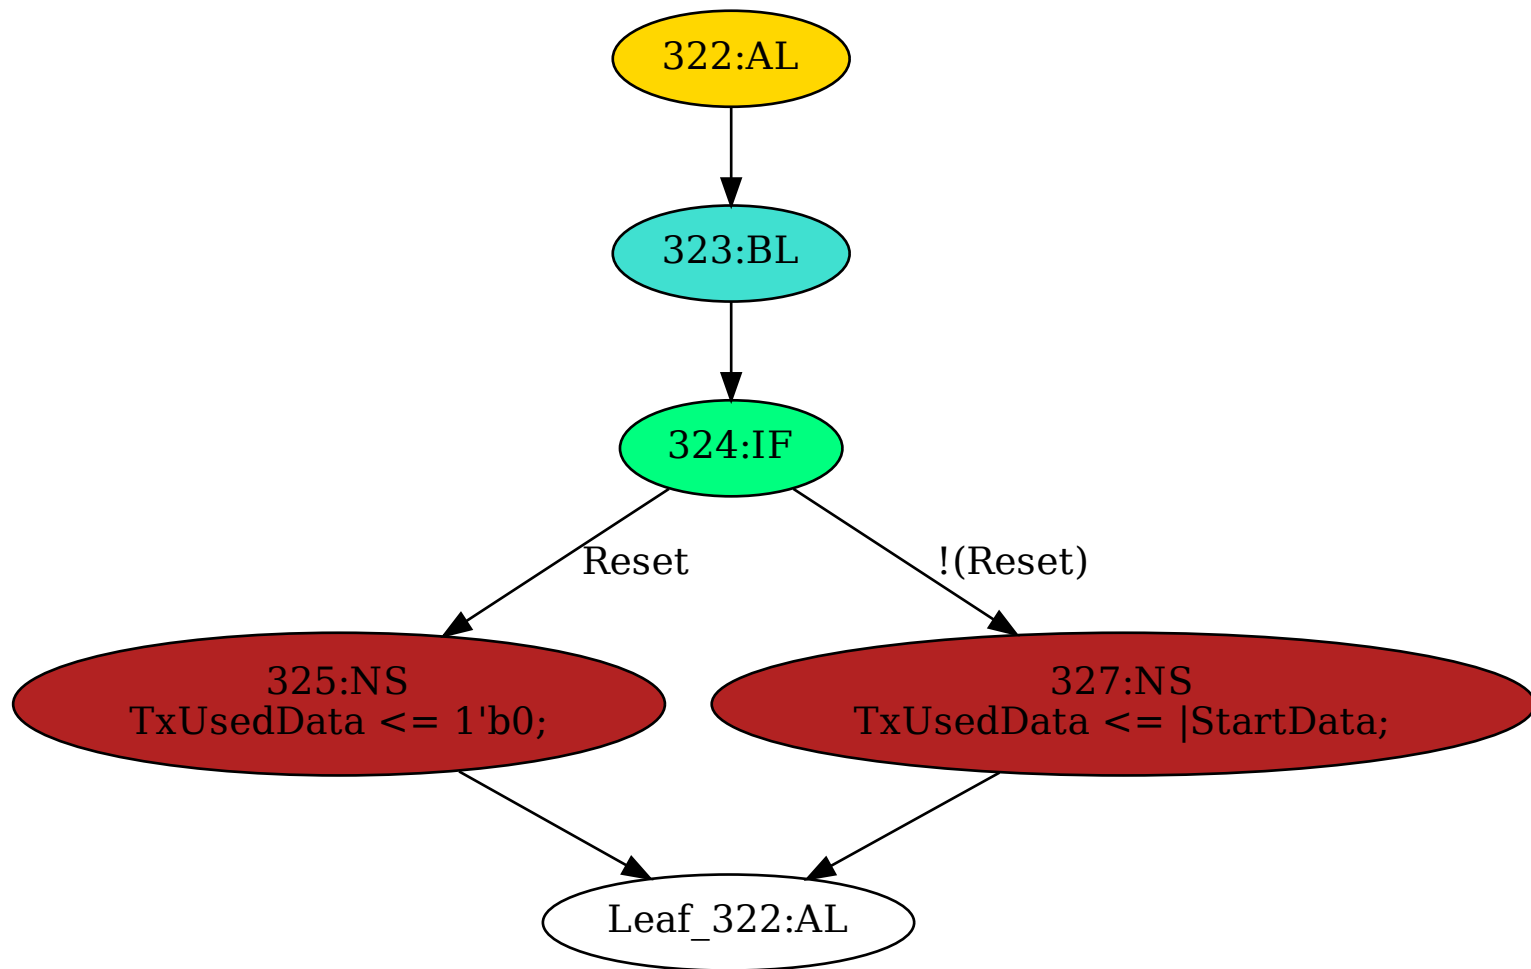 322:AL
323:BL
324:IF
Reset
!(Reset)
325:NS
TxUsedData <= 1'b0;
327:NS
TxUsedData <= |StartData;
Leaf_322:AL